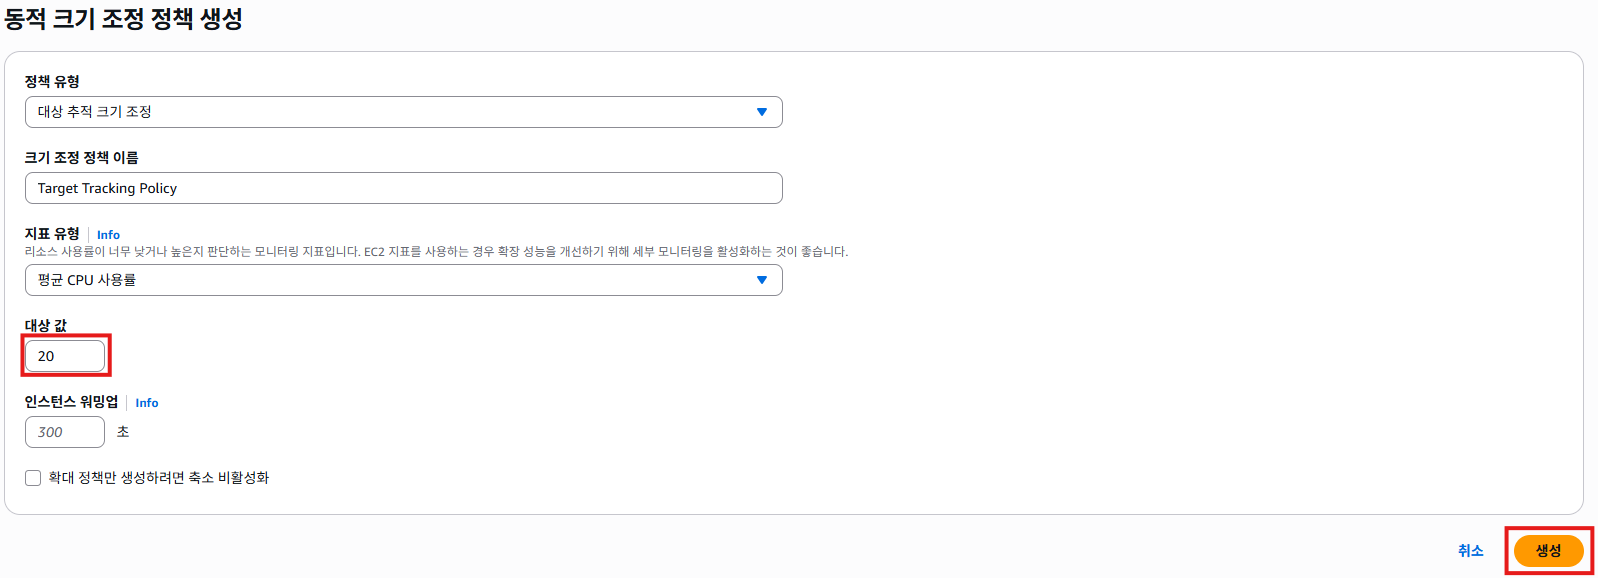 동적 크기 조정 정책 생성
정책 유형
대상 추적 크기 조정
크기 조정 정책 이름
Target Tracking Policy
지표 유형 Info
리소스 사용률이 너무 낮거나 높은지 판단하는 모니터링 지표입니다. EC2 지표를 사용하는 경우 확장 성능을 개선하기 위해 세부 모니터링을 활성화하는 것이 좋습니다.
평균 CPU 사용률
대상 값
20
인스턴스 워밍업 Info
300 초
확대 정책만 생성하려면 축소 비활성화
취소 생성